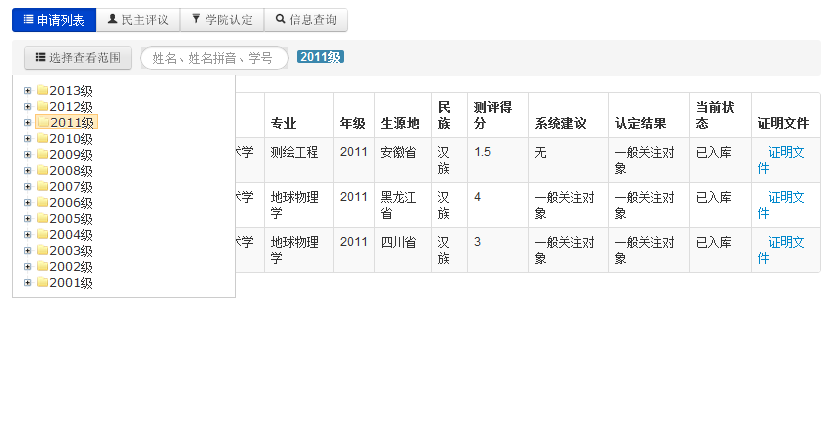 申请列表 民主评议 学院认定 信息查询
选择查看范围 姓名、姓名拼音、学号 2011级
2013级
2012级
2011级
2010级
2009级
2008级
2007级
2006级
2005级
2004级
2003级
2002级
2001级
专业 年级 生源地 民族 测评得分 系统建议 认定结果 当前状态 证明文件
术学 测绘工程 2011 安徽省 汉族 1.5 无 一般关注对象 已入库 证明文件
术学 地球物理学 2011 黑龙江省 汉族 4 一般关注对象 一般关注对象 已入库 证明文件
术学 地球物理学 2011 四川省 汉族 3 一般关注对象 一般关注对象 已入库 证明文件